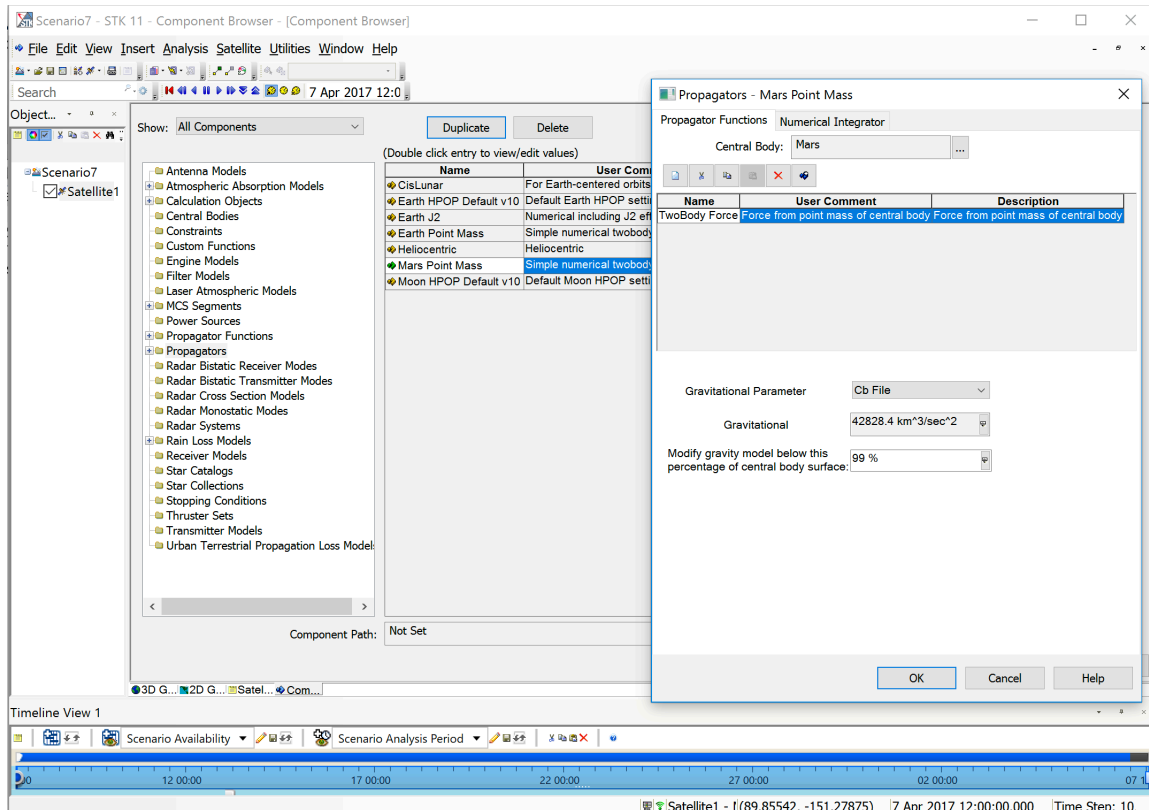 Scenario7 - STK 11 - Component Browser - [Component Browser]
File Edit View Insert Analysis Satellite Utilities Window Help
Search
7 Apr 2017 12:0
Object...
Scenario7
Satellite1
Show: All Components
Duplicate Delete
(Double click entry to view/edit values)
Antenna Models
Atmospheric Absorption Models
Calculation Objects
Central Bodies
Constraints
Custom Functions
Engine Models
Filter Models
Laser Atmospheric Models
MCS Segments
Power Sources
Propagator Functions
Propagators
Radar Bistatic Receiver Modes
Radar Bistatic Transmitter Modes
Radar Cross Section Models
Radar Monostatic Modes
Radar Systems
Rain Loss Models
Receiver Models
Star Catalogs
Star Collections
Stopping Conditions
Thruster Sets
Transmitter Models
Urban Terrestrial Propagation Loss Model
Name User Com
CisLunar For Earth-centered orbits
Earth HPOP Default v10 Default Earth HPOP setti
Earth J2 Numerical including J2 ef
Earth Point Mass Simple numerical twobody
Heliocentric Heliocentric
Mars Point Mass Simple numerical twobody
Moon HPOP Default v10 Default Moon HPOP setti
Component Path: Not Set
Propagators - Mars Point Mass
Propagator Functions Numerical Integrator
Central Body: Mars ...
Name User Comment Description
TwoBody Force Force from point mass of central body Force from point mass of central body
Gravitational Parameter Cb File
Gravitational 42828.4 km^3/sec^2
Modify gravity model below this
percentage of central body surface: 99 %
OK Cancel Help
3D G... 2D G... Satel... Com...
Timeline View 1
Scenario Availability Scenario Analysis Period
12 00:00 17 00:00 22 00:00 27 00:00 02 00:00 07 1
Satellite1 - (89.85542, -151.27875) 7 Apr 2017 12:00:00.000 Time Step: 10